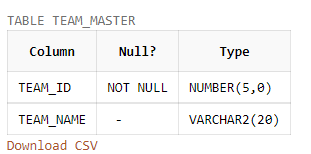 TABLE TEAM_MASTER
Column Null? Type
TEAM_ID NOT NULL NUMBER(5,0)
TEAM_NAME - VARCHAR2(20)
Download CSV